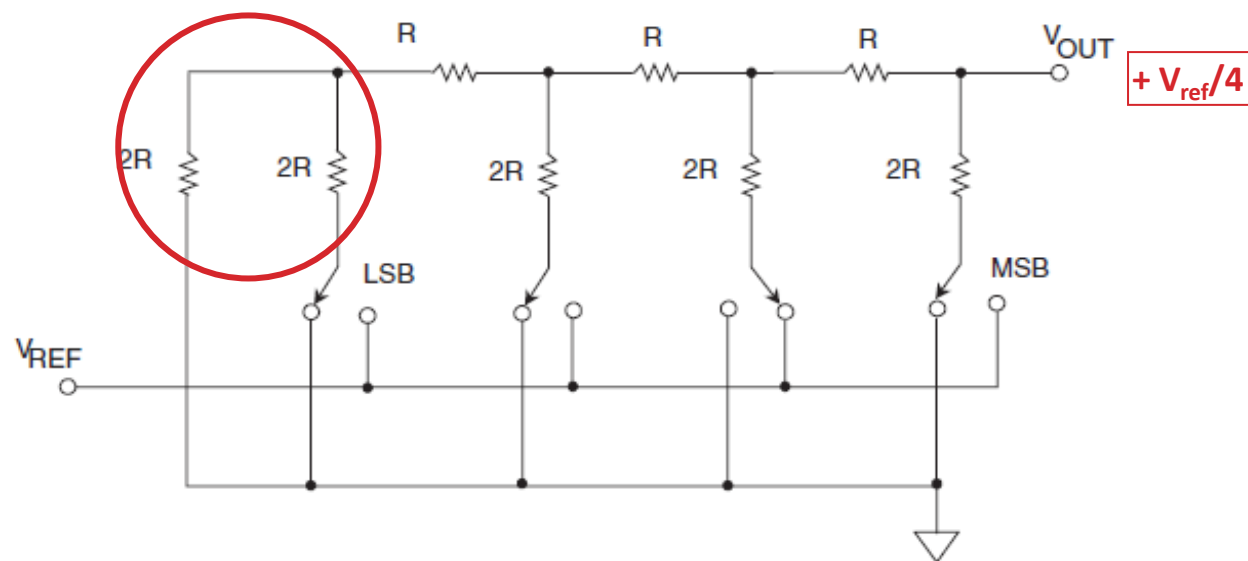 R R R VOUT
+ Vref/4
2R 2R 2R 2R 2R
LSB MSB
VREF